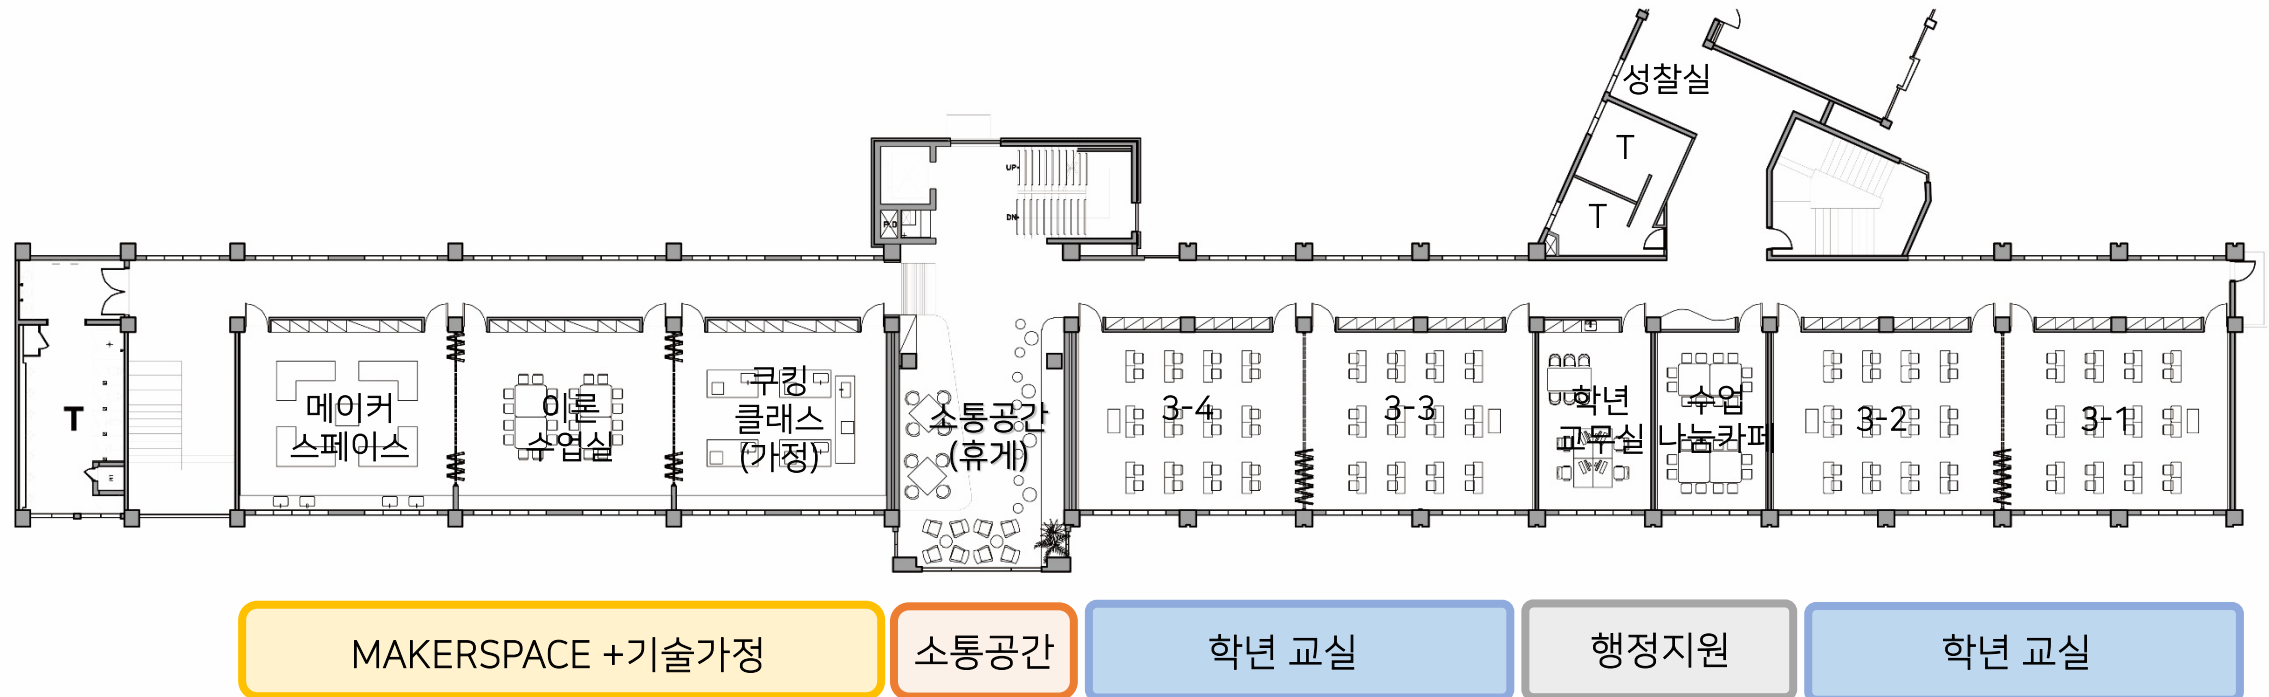 성찰실
T
T
UP
DN
P.D
T
메이커
스페이스
이론
수업실
쿠킹
클래스
(가정)
소통공간
(휴게)
3-4
3-3
학년
교무실
수업
나눔카페
3-2
3-1
MAKERSPACE +기술가정
소통공간
학년 교실
행정지원
학년 교실